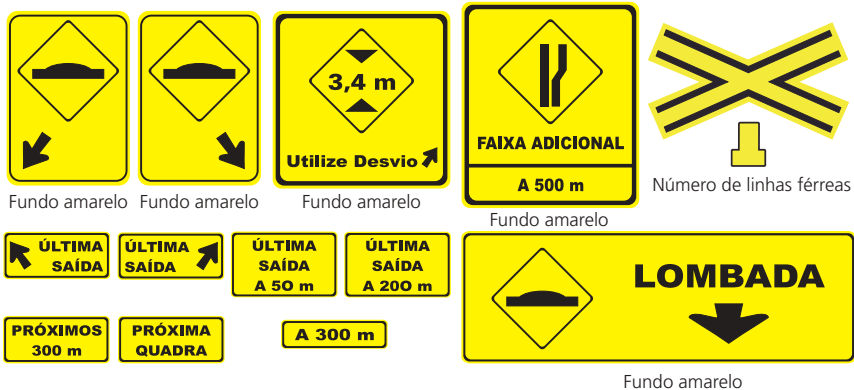 3,4 m
Utilize Desvio
FAIXA ADICIONAL
A 500 m
Fundo amarelo
Fundo amarelo
Fundo amarelo
Fundo amarelo
Número de linhas férreas
ÚLTIMA
SAÍDA
ÚLTIMA
SAÍDA
ÚLTIMA
SAÍDA
A 50 m
ÚLTIMA
SAÍDA
A 200 m
LOMBADA
PRÓXIMOS
300 m
PRÓXIMA
QUADRA
A 300 m
Fundo amarelo